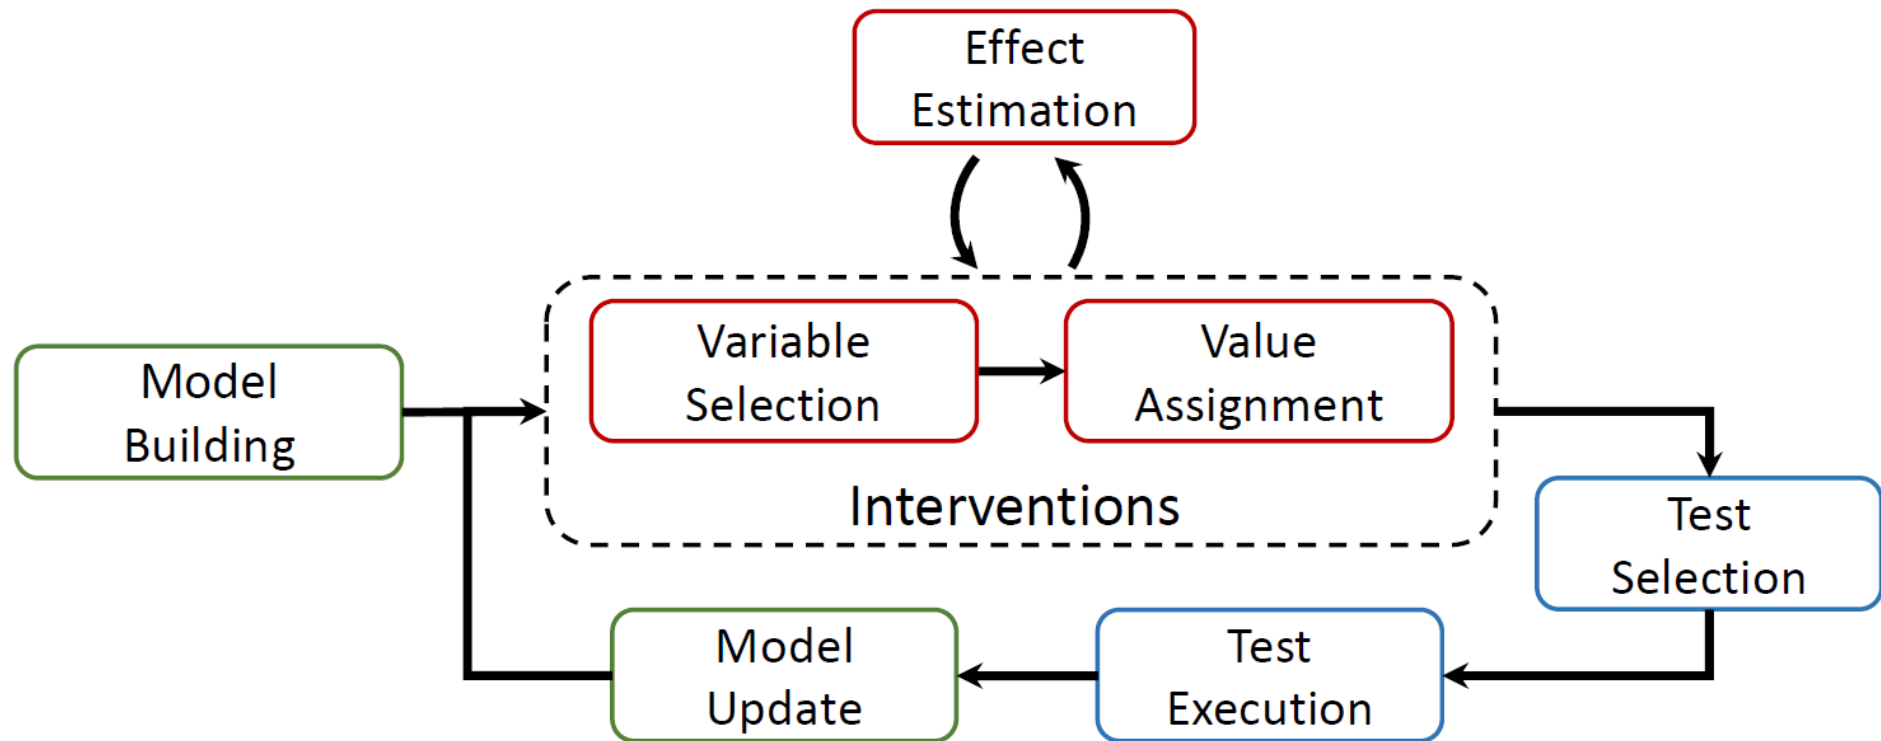 Effect
Estimation
Variable
Selection
Value
Assignment
Model
Building
Interventions
Test
Selection
Model
Update
Test
Execution